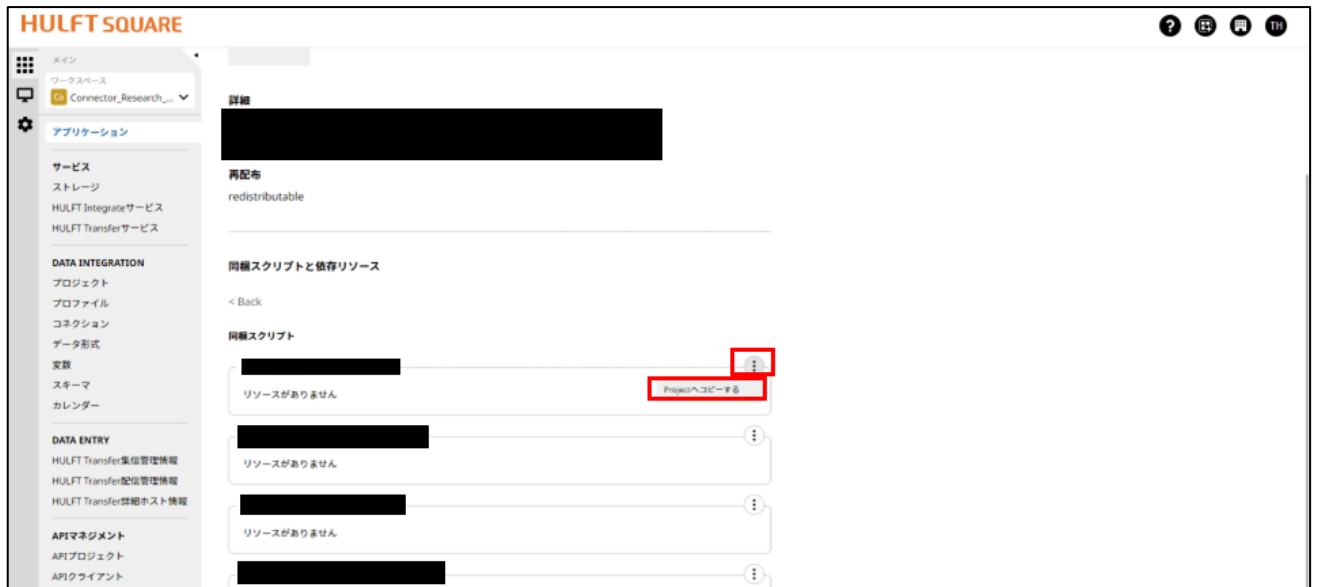 HULFT SQUARE
TH
メイン
ワークスペース
Co Connector_Research_...
アプリケーション
サービス
ストレージ
HULFT Integrateサービス
HULFT Transferサービス
DATA INTEGRATION
プロジェクト
プロファイル
コネクション
データ形式
変数
スキーマ
カレンダー
DATA ENTRY
HULFT Transfer集信管理情報
HULFT Transfer配信管理情報
HULFT Transfer詳細ホスト情報
APIマネジメント
APIプロジェクト
APIクライアント
詳細
再配布
redistributable
同梱スクリプトと依存リソース
< Back
同梱スクリプト
Projectへコピーする
リソースがありません
リソースがありません
リソースがありません